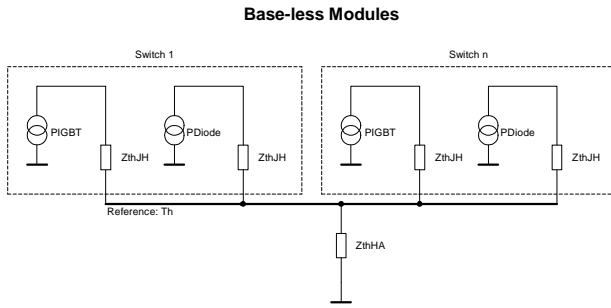 Base-less Modules
Switch 1
Switch n
PIGBT
PDiode
PIGBT
PDiode
ZthJH
ZthJH
ZthJH
ZthJH
Reference: Th
ZthHA